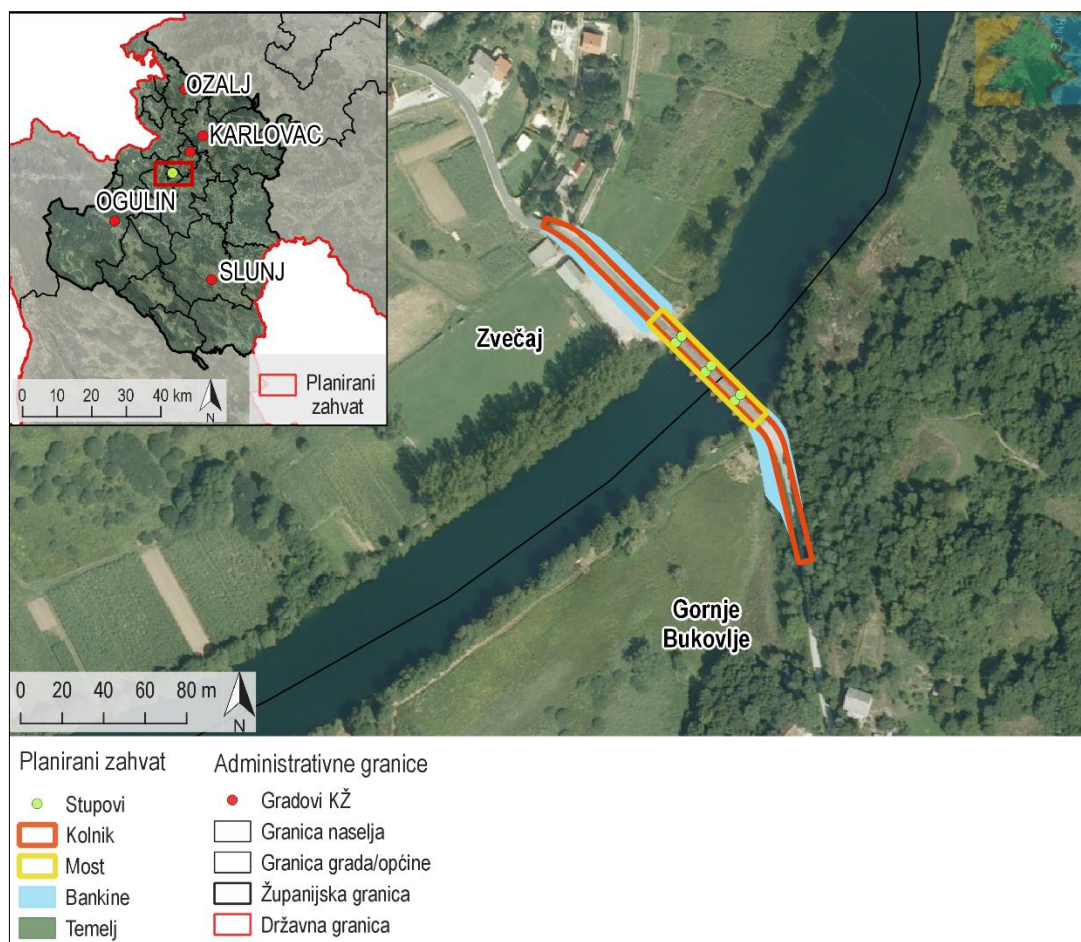 OZALJ
KARLOVAC
OGULIN
SLUNJ
0 20 40 km
N
Planirani
zahvat
Zvečaj
Gornje
Bukovlje
0 20 40 60 80 m
N
Planirani zahvat
Stupovi
Kolnik
Most
Bankine
Temelj
Administrativne granice
Gradovi KŽ
Granica naselja
Granica grada/općine
Županijska granica
Državna granica